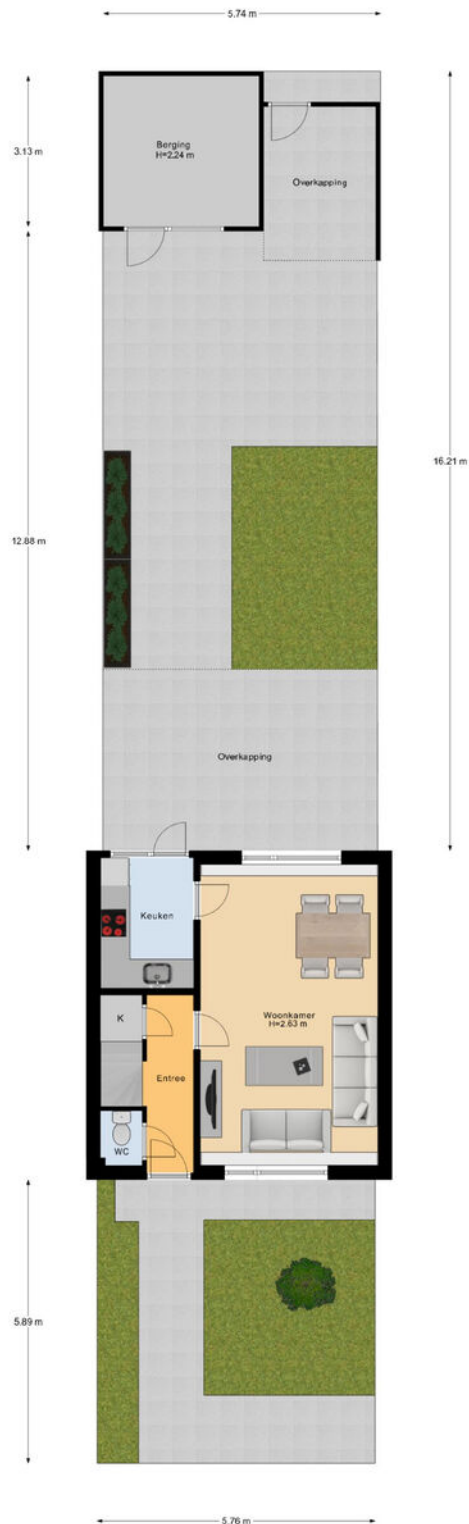 5.74 m
3.13 m
Berging
H=2.24 m
Overkapping
16.21 m
12.88 m
Overkapping
Keuken
K
Woonkamer
H=2.63 m
Entree
WC
5.89 m
5.76 m